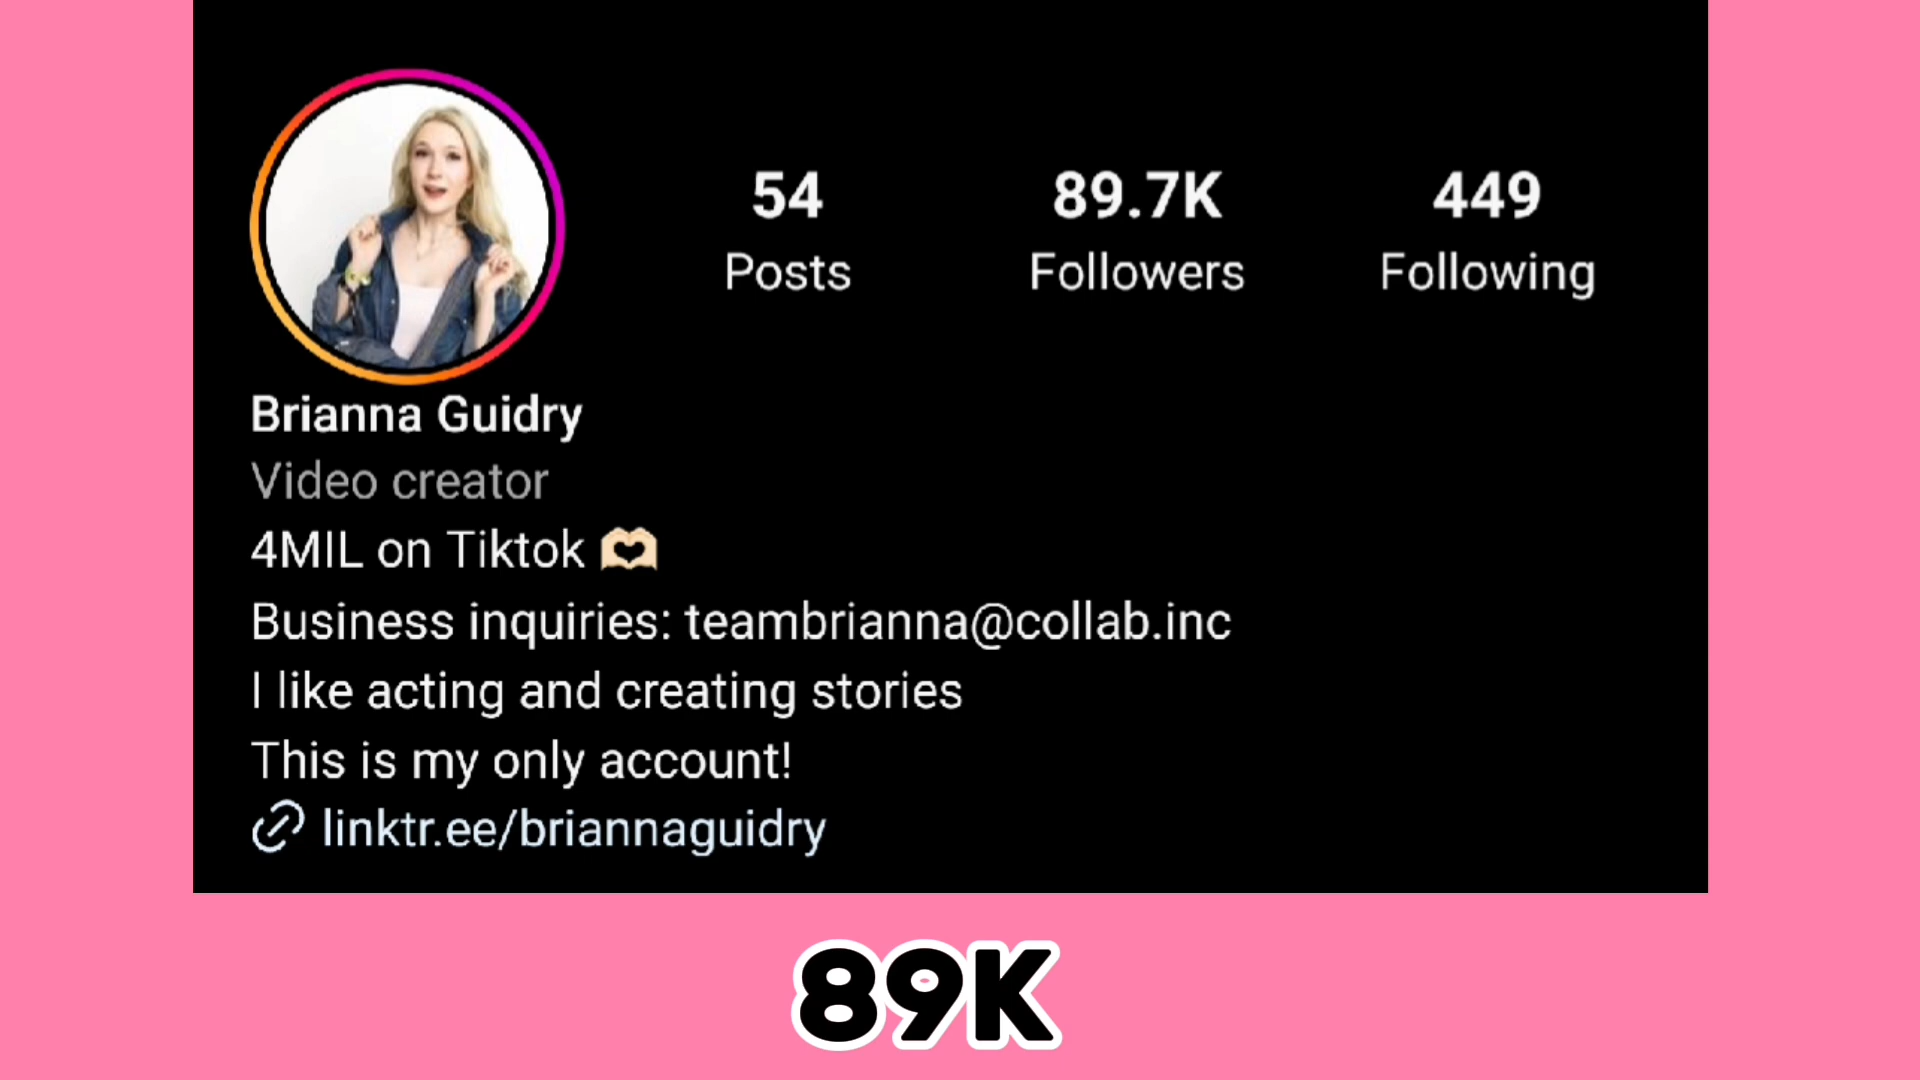 54 89.7K 449
Posts Followers Following
Brianna Guidry
Video creator
4MIL on Tiktok 🫶🏼
Business inquiries: teambrianna@collab.inc
I like acting and creating stories
This is my only account!
linktr.ee/briannaguidry
89K